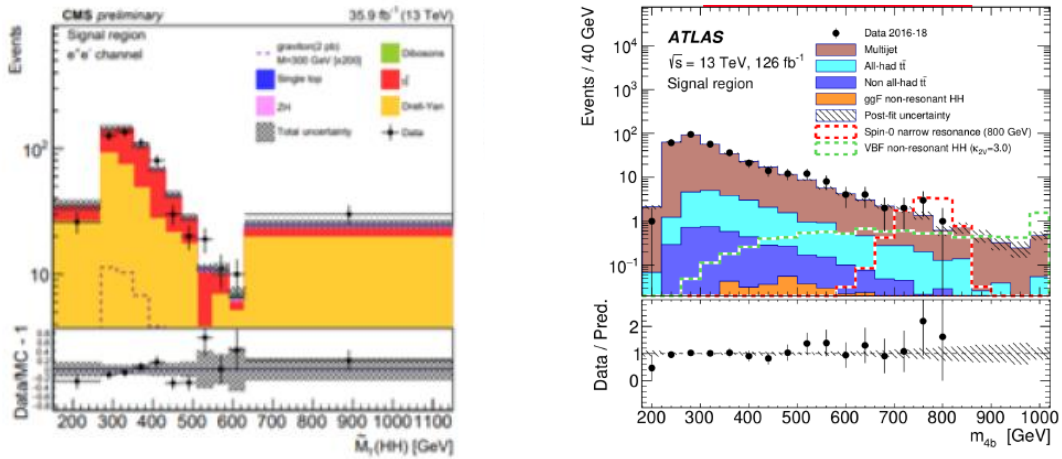 CMS preliminary 35.9 fb⁻¹ (13 TeV)
Events
Signal region
e⁺e⁻ channel
graviton(2 pb)
M=300 GeV [x200]
Dibosons
Single top
tt̄
ZH
Drell-Yan
Total uncertainty
Data
10²
10
Data/MC - 1
200 300 400 500 600 700 800 900 1000 1100
M̃_T(HH) [GeV]
Events / 40 GeV
ATLAS
√s = 13 TeV, 126 fb⁻¹
Signal region
Data 2016-18
Multijet
All-had tt̄
Non all-had tt̄
ggF non-resonant HH
Post-fit uncertainty
Spin-0 narrow resonance (800 GeV)
VBF non-resonant HH (κ₂V=3.0)
10⁴
10³
10²
10
1
10⁻¹
Data / Pred.
2
1
0
200 300 400 500 600 700 800 900 1000
m₄b [GeV]